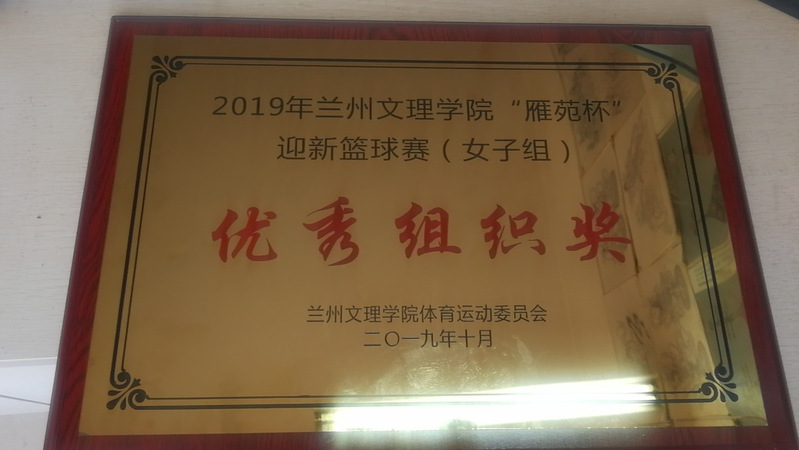 2019年兰州文理学院“雁苑杯”
迎新篮球赛（女子组）
优秀组织奖
兰州文理学院体育运动委员会
二〇一九年十月